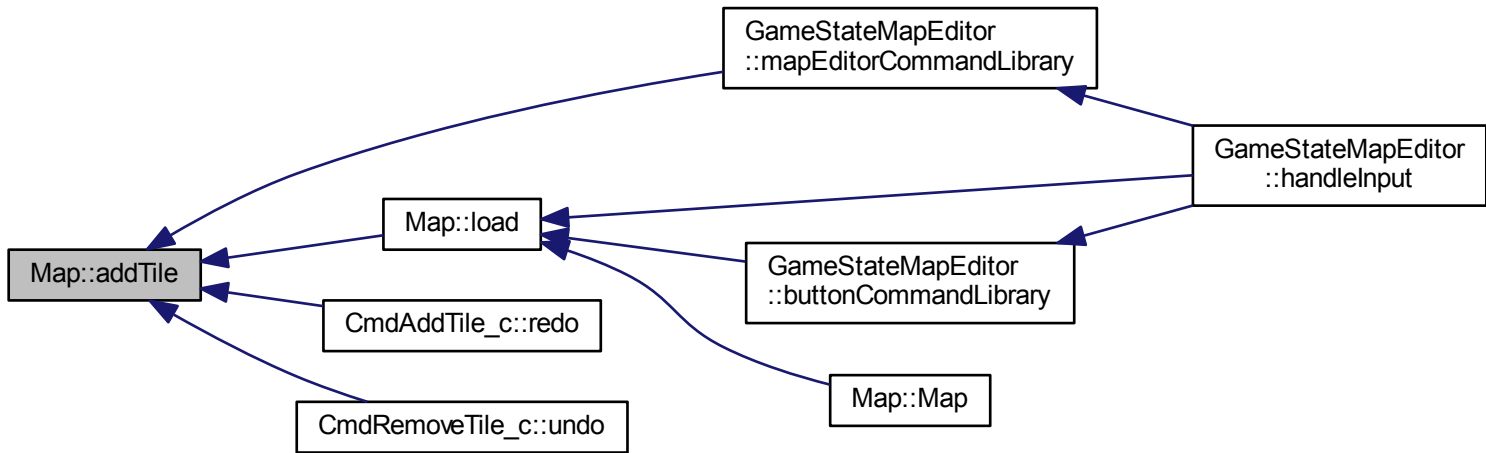 GameStateMapEditor
::mapEditorCommandLibrary
GameStateMapEditor
::handleInput
Map::load
Map::addTile
GameStateMapEditor
::buttonCommandLibrary
CmdAddTile_c::redo
Map::Map
CmdRemoveTile_c::undo